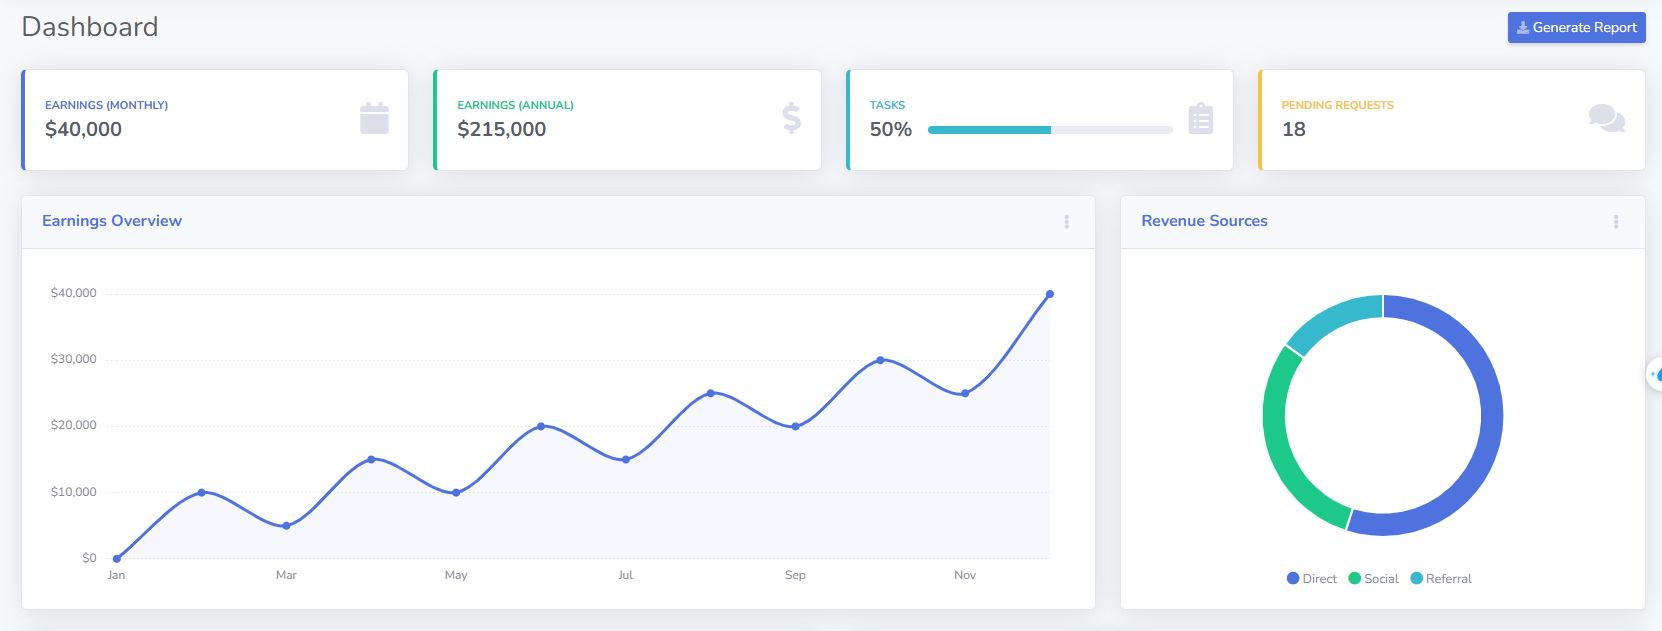 Dashboard
Generate Report
EARNINGS (MONTHLY)
$40,000
EARNINGS (ANNUAL)
$215,000
TASKS
50%
PENDING REQUESTS
18
Earnings Overview
$40,000
$30,000
$20,000
$10,000
$0
Jan Mar May Jul Sep Nov
Revenue Sources
Direct Social Referral